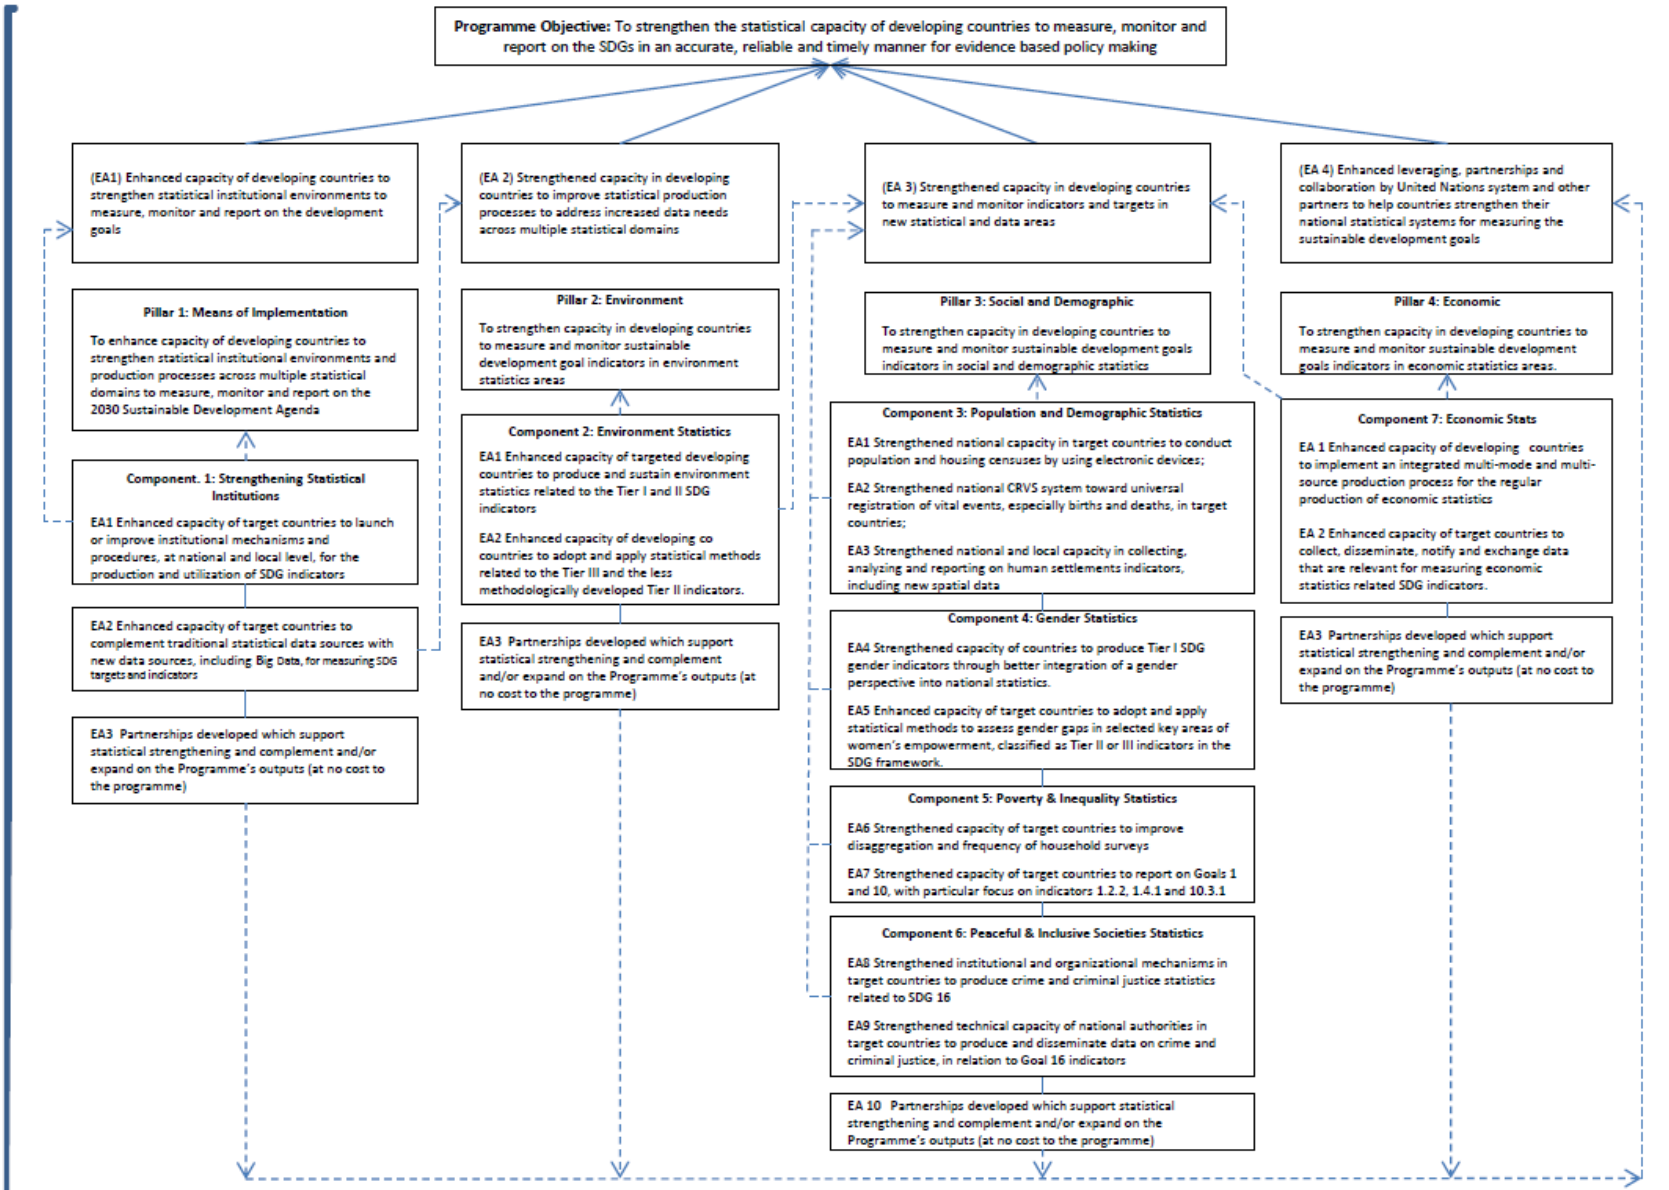 Programme Objective: To strengthen the statistical capacity of developing countries to measure, monitor and
report on the SDGs in an accurate, reliable and timely manner for evidence based policy making
(EA1) Enhanced capacity of developing countries to
strengthen statistical institutional environments to
measure, monitor and report on the development
goals
(EA 2) Strengthened capacity in developing
countries to improve statistical production
processes to address increased data needs
across multiple statistical domains
(EA 3) Strengthened capacity in developing countries
to measure and monitor indicators and targets in
new statistical and data areas
(EA 4) Enhanced leveraging, partnerships and
collaboration by United Nations system and other
partners to help countries strengthen their
national statistical systems for measuring the
sustainable development goals
Pillar 1: Means of Implementation
To enhance capacity of developing countries to
strengthen statistical institutional environments and
production processes across multiple statistical
domains to measure, monitor and report on the
2030 Sustainable Development Agenda
Component. 1: Strengthening Statistical
Institutions
EA1 Enhanced capacity of target countries to launch
or improve institutional mechanisms and
procedures, at national and local level, for the
production and utilization of SDG indicators
EA2 Enhanced capacity of target countries to
complement traditional statistical data sources with
new data sources, including Big Data, for measuring SDG
targets and indicators
EA3 Partnerships developed which support
statistical strengthening and complement and/or
expand on the Programme's outputs (at no cost to
the programme)
Pillar 2: Environment
To strengthen capacity in developing countries
to measure and monitor sustainable
development goal indicators in environment
statistics areas
Component 2: Environment Statistics
EA1 Enhanced capacity of targeted developing
countries to produce and sustain environment
statistics related to the Tier I and II SDG
indicators
EA2 Enhanced capacity of developing co
countries to adopt and apply statistical methods
related to the Tier III and the less
methodologically developed Tier II indicators.
EA3 Partnerships developed which support
statistical strengthening and complement
and/or expand on the Programme's outputs (at
no cost to the programme)
Pillar 3: Social and Demographic
To strengthen capacity in developing countries to
measure and monitor sustainable development goals
indicators in social and demographic statistics
Component 3: Population and Demographic Statistics
EA1 Strengthened national capacity in target countries to conduct
population and housing censuses by using electronic devices;
EA2 Strengthened national CRVS system toward universal
registration of vital events, especially births and deaths, in target
countries;
EA3 Strengthened national and local capacity in collecting,
analyzing and reporting on human settlements indicators,
including new spatial data
Component 4: Gender Statistics
EA4 Strengthened capacity of countries to produce Tier I SDG
gender indicators through better integration of a gender
perspective into national statistics.
EA5 Enhanced capacity of target countries to adopt and apply
statistical methods to assess gender gaps in selected key areas of
women's empowerment, classified as Tier II or III indicators in the
SDG framework.
Component 5: Poverty & Inequality Statistics
EA6 Strengthened capacity of target countries to improve
disaggregation and frequency of household surveys
EA7 Strengthened capacity of target countries to report on Goals 1
and 10, with particular focus on indicators 1.2.2, 1.4.1 and 10.3.1
Component 6: Peaceful & Inclusive Societies Statistics
EA8 Strengthened institutional and organizational mechanisms in
target countries to produce crime and criminal justice statistics
related to SDG 16
EA9 Strengthened technical capacity of national authorities in
target countries to produce and disseminate data on crime and
criminal justice, in relation to Goal 16 indicators
EA 10 Partnerships developed which support statistical
strengthening and complement and/or expand on the
Programme's outputs (at no cost to the programme)
Pillar 4: Economic
To strengthen capacity in developing countries to
measure and monitor sustainable development
goals indicators in economic statistics areas.
Component 7: Economic Stats
EA 1 Enhanced capacity of developing countries
to implement an integrated multi-mode and multi-
source production process for the regular
production of economic statistics
EA 2 Enhanced capacity of target countries to
collect, disseminate, notify and exchange data
that are relevant for measuring economic
statistics related SDG indicators.
EA3 Partnerships developed which support
statistical strengthening and complement and/or
expand on the Programme's outputs (at no cost to
the programme)